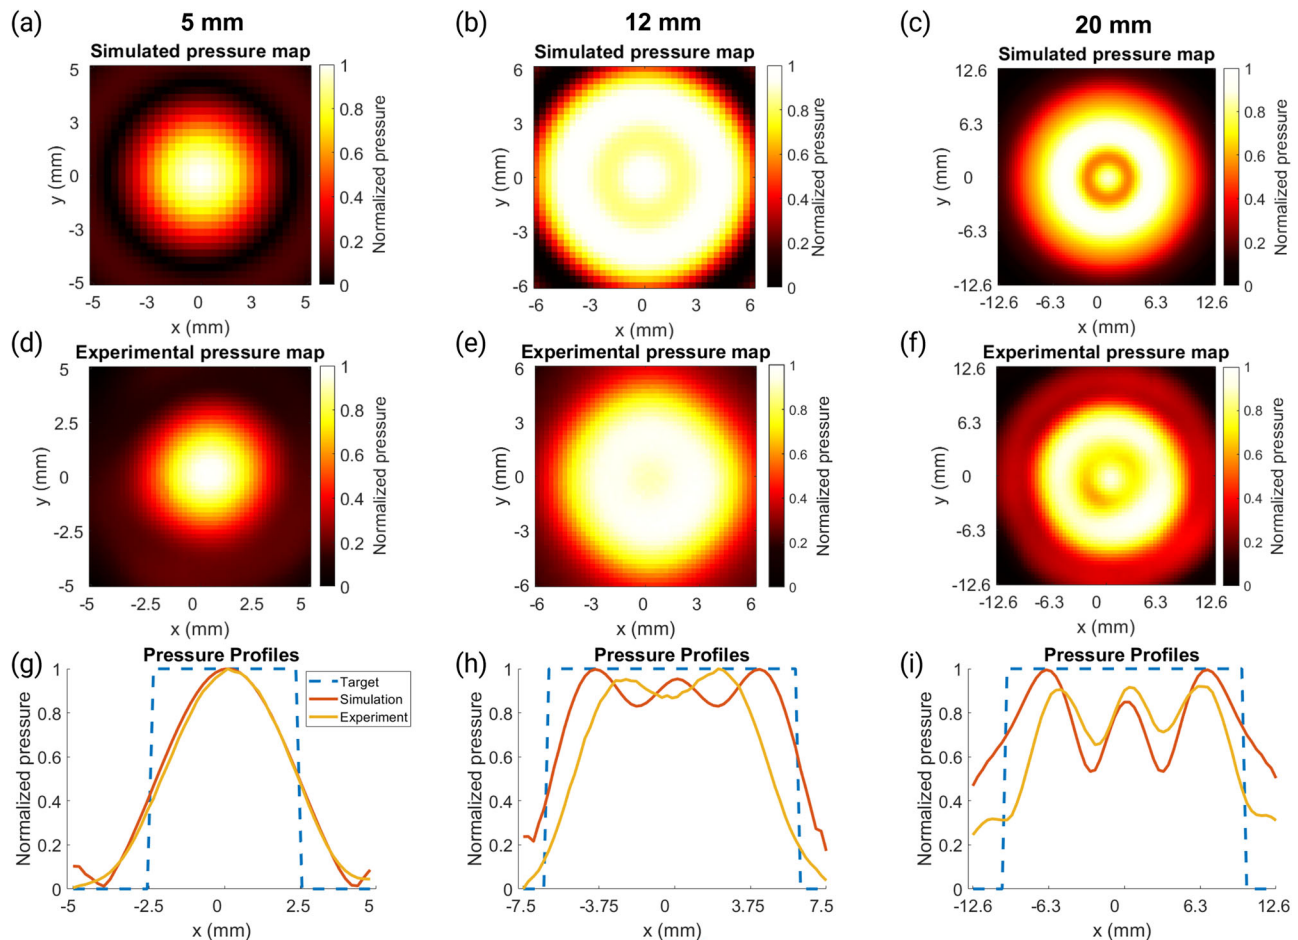 (a) 5 mm (b) 12 mm (c) 20 mm
Simulated pressure map Simulated pressure map Simulated pressure map
5 3 0 -3 -5
y (mm)
-5 -3 0 3 5
x (mm)
1 0.8 0.6 0.4 0.2 0
Normalized pressure
6 3 0 -3 -6
y (mm)
-6 -3 0 3 6
x (mm)
1 0.8 0.6 0.4 0.2 0
Normalized pressure
12.6 6.3 0 -6.3 -12.6
y (mm)
-12.6 -6.3 0 6.3 12.6
x (mm)
1 0.8 0.6 0.4 0.2 0
Normalized pressure
(d) (e) (f)
Experimental pressure map Experimental pressure map Experimental pressure map
5 2.5 0 -2.5 -5
y (mm)
-5 -2.5 0 2.5 5
x (mm)
1 0.8 0.6 0.4 0.2 0
Normalized pressure
6 3 0 -3 -6
y (mm)
-6 -3 0 3 6
x (mm)
1 0.8 0.6 0.4 0.2 0
Normalized pressure
12.6 6.3 0 -6.3 -12.6
y (mm)
-12.6 -6.3 0 6.3 12.6
x (mm)
1 0.8 0.6 0.4 0.2 0
Normalized pressure
(g) (h) (i)
Pressure Profiles Pressure Profiles Pressure Profiles
1 0.8 0.6 0.4 0.2 0
Normalized pressure
Target
Simulation
Experiment
-5 -2.5 0 2.5 5
x (mm)
1 0.8 0.6 0.4 0.2 0
Normalized pressure
-7.5 -3.75 0 3.75 7.5
x (mm)
1 0.8 0.6 0.4 0.2 0
Normalized pressure
-12.6 -6.3 0 6.3 12.6
x (mm)